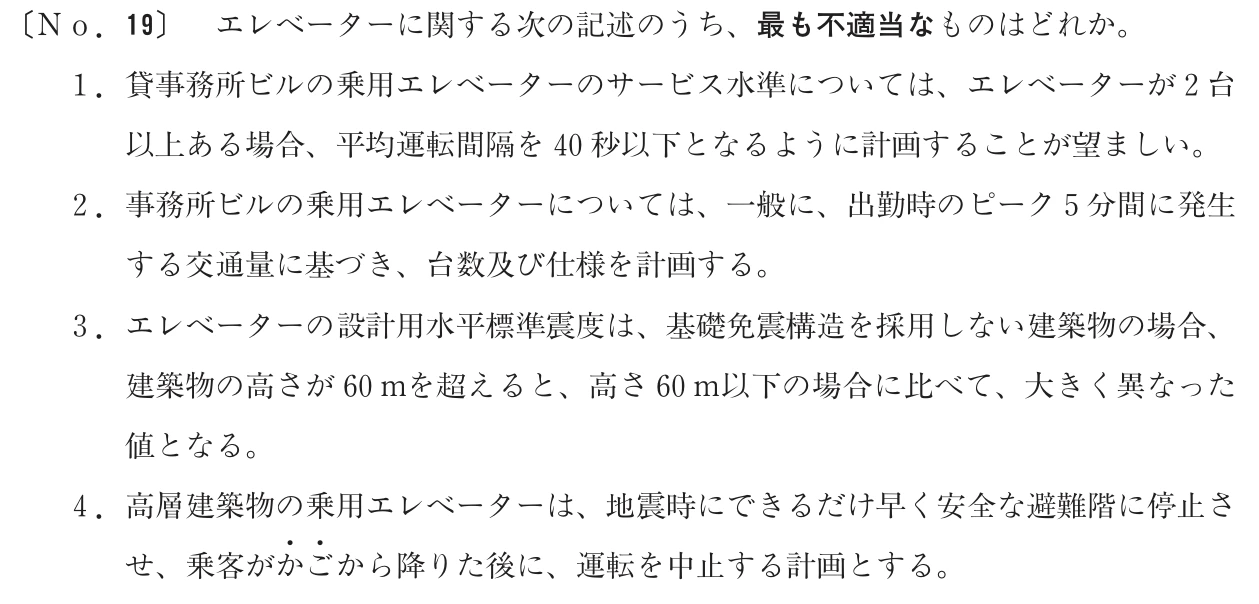 〔No. 19〕 エレベーターに関する次の記述のうち、最も不適当なものはどれか。
1．貸事務所ビルの乗用エレベーターのサービス水準については、エレベーターが2台
以上ある場合、平均運転間隔を40秒以下となるように計画することが望ましい。
2．事務所ビルの乗用エレベーターについては、一般に、出勤時のピーク5分間に発生
する交通量に基づき、台数及び仕様を計画する。
3．エレベーターの設計用水平標準震度は、基礎免震構造を採用しない建築物の場合、
建築物の高さが60 mを超えると、高さ60 m以下の場合に比べて、大きく異なった
値となる。
4．高層建築物の乗用エレベーターは、地震時にできるだけ早く安全な避難階に停止さ
せ、乗客がかごから降りた後に、運転を中止する計画とする。